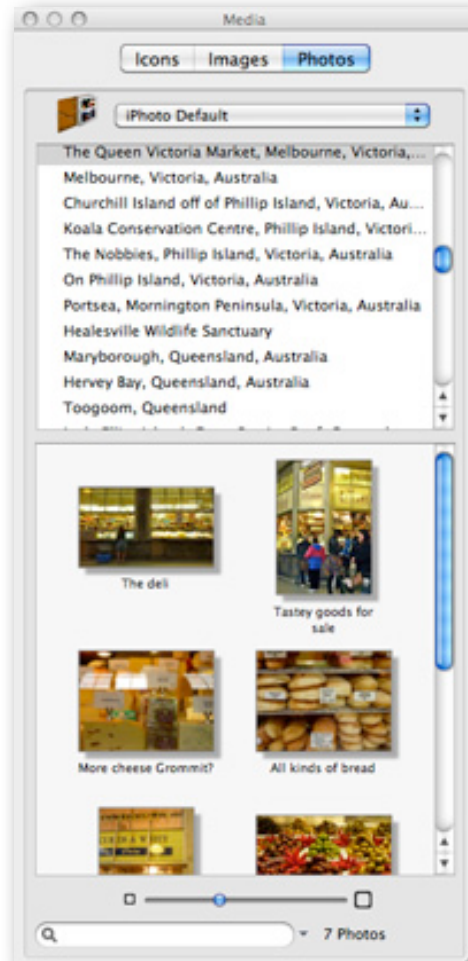 Media
Icons Images Photos
iPhoto Default
The Queen Victoria Market, Melbourne, Victoria,...
Melbourne, Victoria, Australia
Churchill Island off of Phillip Island, Victoria, Au...
Koala Conservation Centre, Phillip Island, Victori...
The Nobbies, Phillip Island, Victoria, Australia
On Phillip Island, Victoria, Australia
Portsea, Mornington Peninsula, Victoria, Australia
Healesville Wildlife Sanctuary
Maryborough, Queensland, Australia
Hervey Bay, Queensland, Australia
Toogoom, Queensland
The deli
Tastey goods for
sale
More cheese Grommit?
All kinds of bread
7 Photos